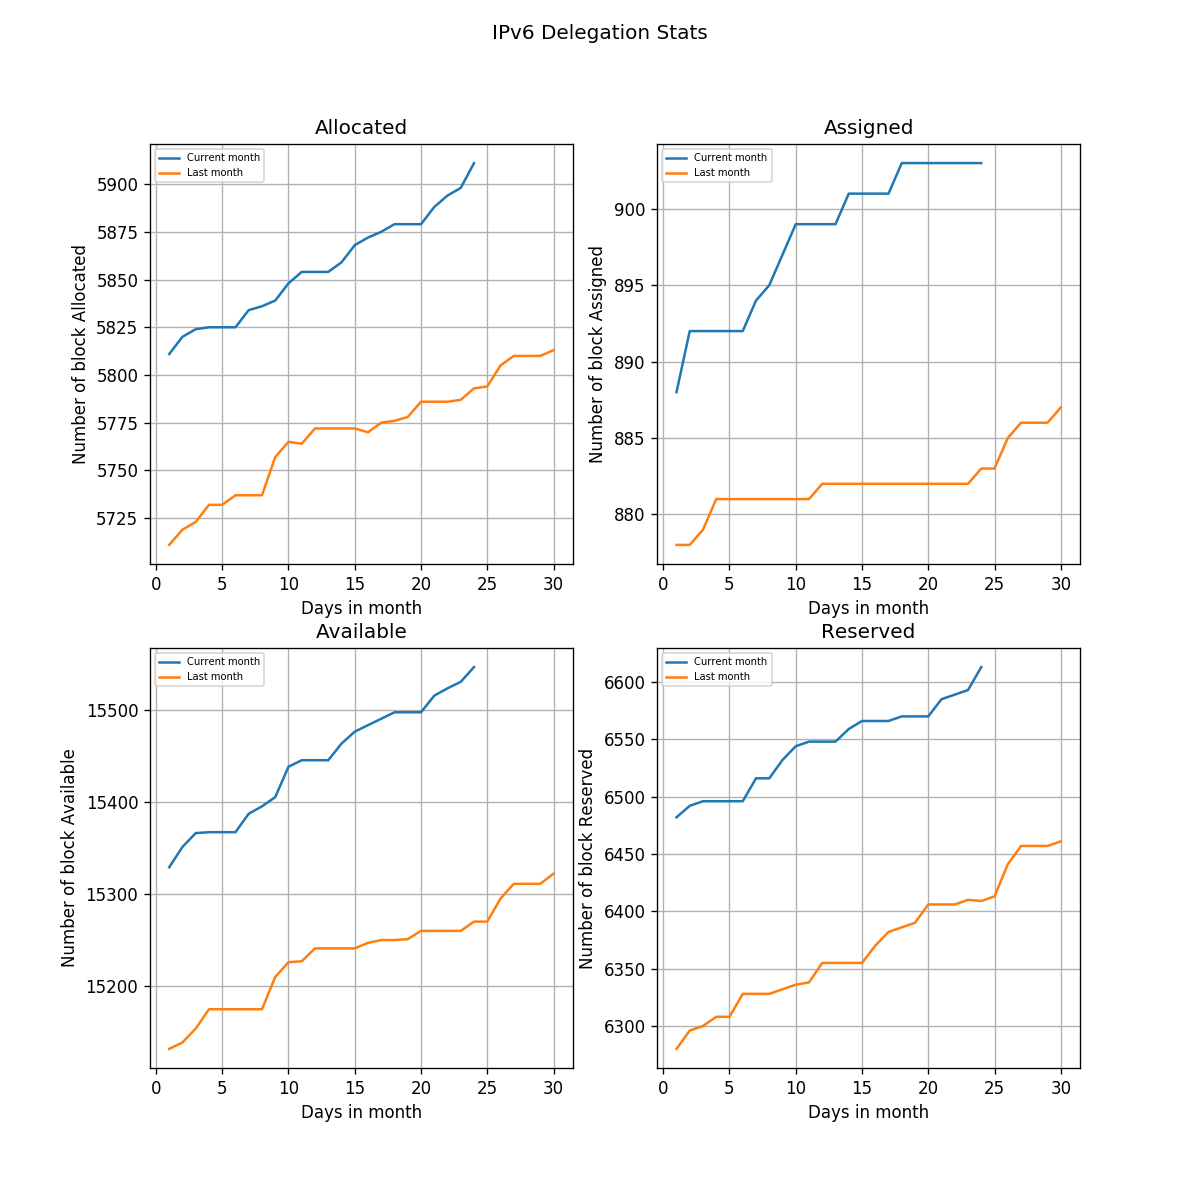 IPv6 Delegation Stats
Allocated
Current month
Last month
Number of block Allocated
5900
5875
5850
5825
5800
5775
5750
5725
0 5 10 15 20 25 30
Days in month
Assigned
Current month
Last month
Number of block Assigned
900
895
890
885
880
0 5 10 15 20 25 30
Days in month
Available
Current month
Last month
Number of block Available
15500
15400
15300
15200
0 5 10 15 20 25 30
Days in month
Reserved
Current month
Last month
Number of block Reserved
6600
6550
6500
6450
6400
6350
6300
0 5 10 15 20 25 30
Days in month